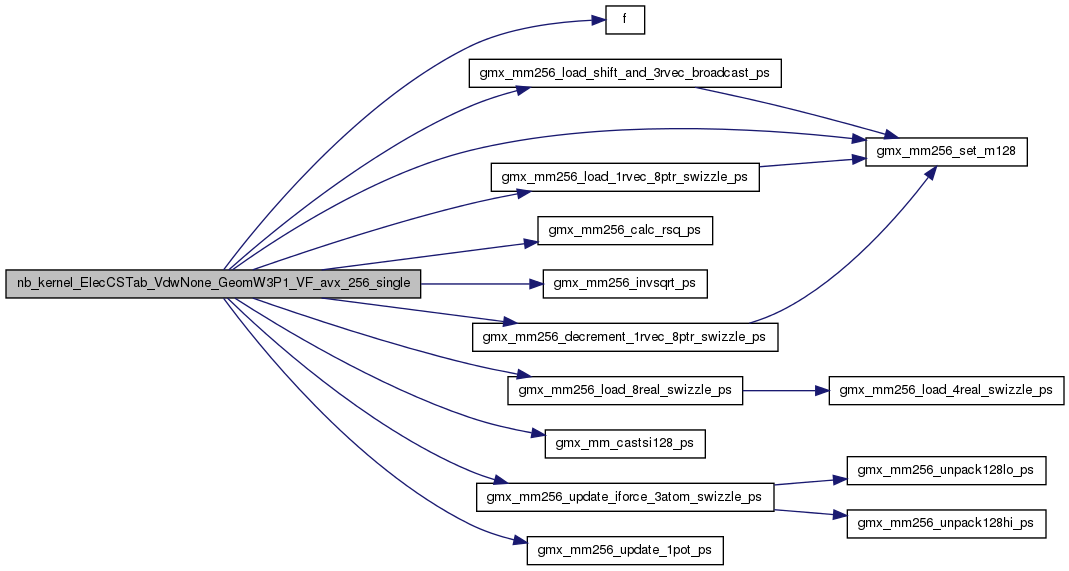 f
gmx_mm256_load_shift_and_3rvec_broadcast_ps
gmx_mm256_set_m128
gmx_mm256_load_1rvec_8ptr_swizzle_ps
gmx_mm256_calc_rsq_ps
nb_kernel_ElecCSTab_VdwNone_GeomW3P1_VF_avx_256_single
gmx_mm256_invsqrt_ps
gmx_mm256_decrement_1rvec_8ptr_swizzle_ps
gmx_mm256_load_8real_swizzle_ps
gmx_mm256_load_4real_swizzle_ps
gmx_mm_castsi128_ps
gmx_mm256_unpack128lo_ps
gmx_mm256_update_iforce_3atom_swizzle_ps
gmx_mm256_unpack128hi_ps
gmx_mm256_update_1pot_ps